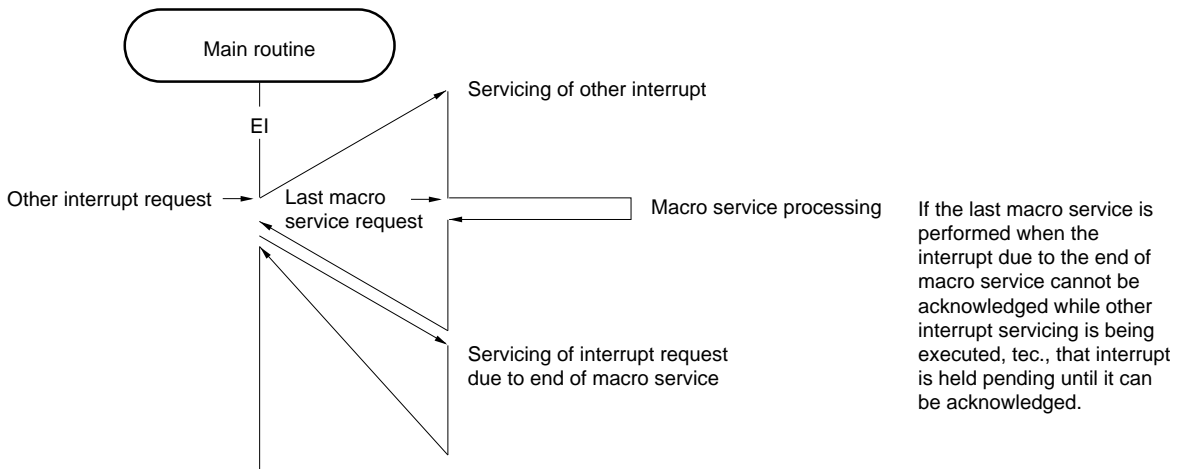 Main routine
Servicing of other interrupt
EI
Other interrupt request
Last macro
service request
Macro service processing
If the last macro service is
performed when the
interrupt due to the end of
macro service cannot be
acknowledged while other
interrupt servicing is being
executed, tec., that interrupt
is held pending until it can
be acknowledged.
Servicing of interrupt request
due to end of macro service